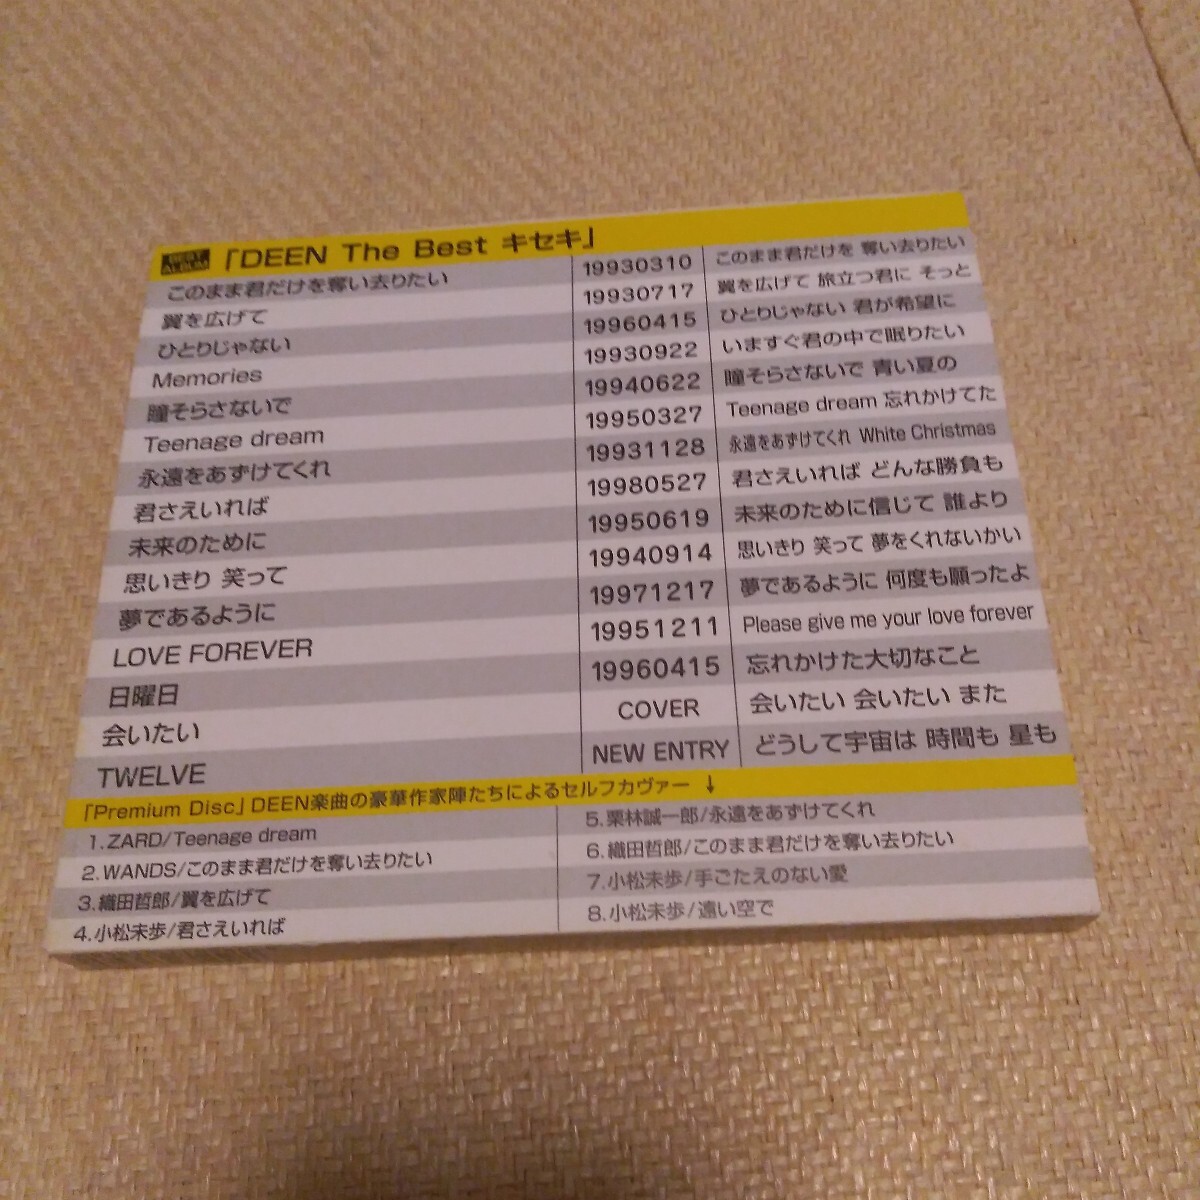 BEST ALBUM 「DEEN The Best キセキ」
このまま君だけを奪い去りたい 19930310 このまま君だけを 奪い去りたい
翼を広げて 19930717 翼を広げて 旅立つ君に そっと
ひとりじゃない 19960415 ひとりじゃない 君が希望に
Memories 19930922 いますぐ君の中で眠りたい
瞳そらさないで 19940622 瞳そらさないで 青い夏の
Teenage dream 19950327 Teenage dream 忘れかけてた
永遠をあずけてくれ 19931128 永遠をあずけてくれ White Christmas
君さえいれば 19980527 君さえいれば どんな勝負も
未来のために 19950619 未来のために信じて 誰より
思いきり 笑って 19940914 思いきり 笑って 夢をくれないかい
夢であるように 19971217 夢であるように 何度も願ったよ
LOVE FOREVER 19951211 Please give me your love forever
日曜日 19960415 忘れかけた大切なこと
会いたい COVER 会いたい 会いたい また
TWELVE NEW ENTRY どうして宇宙は 時間も 星も
「Premium Disc」DEEN楽曲の豪華作家陣たちによるセルフカヴァー ↓
1.ZARD/Teenage dream
2.WANDS/このまま君だけを奪い去りたい
3.織田哲郎/翼を広げて
4.小松未歩/君さえいれば
5.栗林誠一郎/永遠をあずけてくれ
6.織田哲郎/このまま君だけを奪い去りたい
7.小松未歩/手ごたえのない愛
8.小松未歩/遠い空で